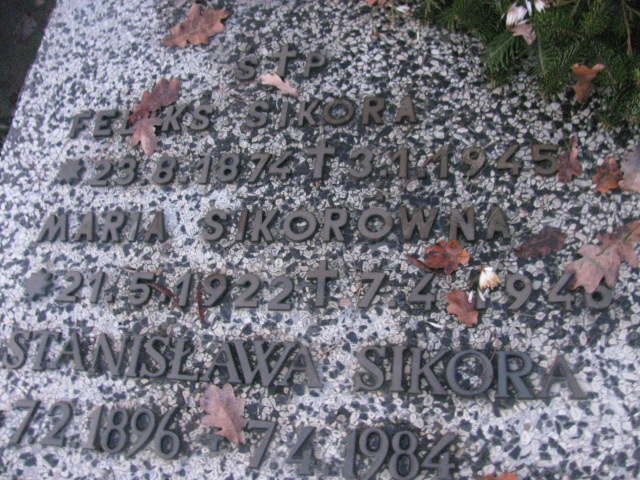 Ś†P
FELIKS SIKORA
* 23.8.1874 † 3.1.1945
MARIA SIKORÓWNA
* 21.5.1922 † 7.4.1946
STANISŁAWA SIKORA
7.2.1896 7.4.1984